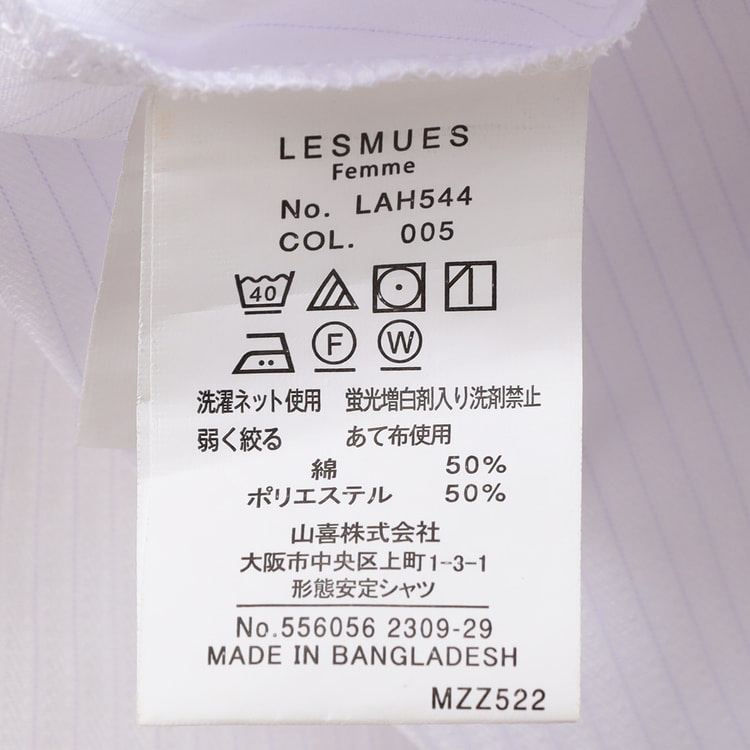 LESMUES
Femme
No. LAH544
COL. 005
40
F W
洗濯ネット使用 蛍光増白剤入り洗剤禁止
弱く絞る あて布使用
綿 50%
ポリエステル 50%
山喜株式会社
大阪市中央区上町1-3-1
形態安定シャツ
No.556056 2309-29
MADE IN BANGLADESH
MZZ522